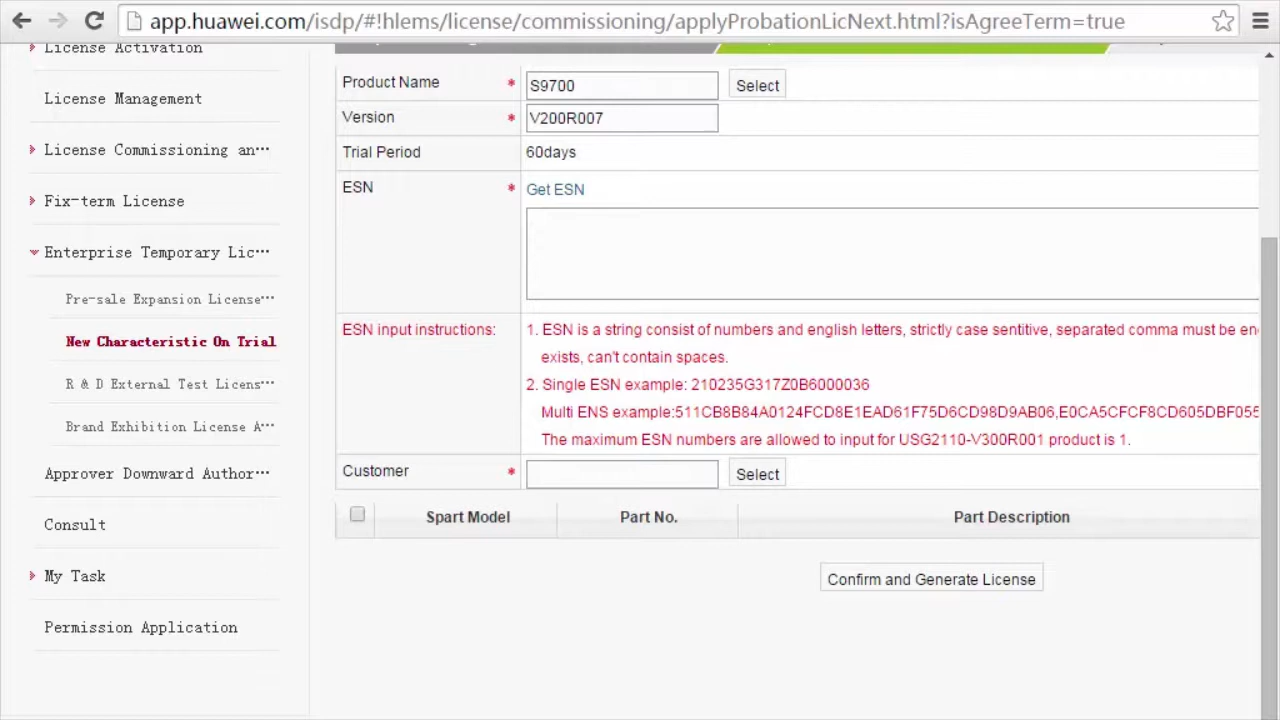 app.huawei.com/isdp/#!hlems/license/commissioning/applyProbationLicNext.html?isAgreeTerm=true
License Activation
License Management
License Commissioning an···
Fix-term License
Enterprise Temporary Lic···
Pre-sale Expansion License···
New Characteristic On Trial
R & D External Test Licens···
Brand Exhibition License A···
Approver Downward Author···
Consult
My Task
Permission Application
Product Name * S9700 Select
Version * V200R007
Trial Period 60days
ESN * Get ESN
ESN input instructions: 1. ESN is a string consist of numbers and english letters, strictly case sentitive, separated comma must be en
exists, can't contain spaces.
2. Single ESN example: 210235G317Z0B6000036
Multi ENS example:511CB8B84A0124FCD8E1EAD61F75D6CD98D9AB06,E0CA5CFCF8CD605DBF055
The maximum ESN numbers are allowed to input for USG2110-V300R001 product is 1.
Customer * Select
Spart Model Part No. Part Description
Confirm and Generate License